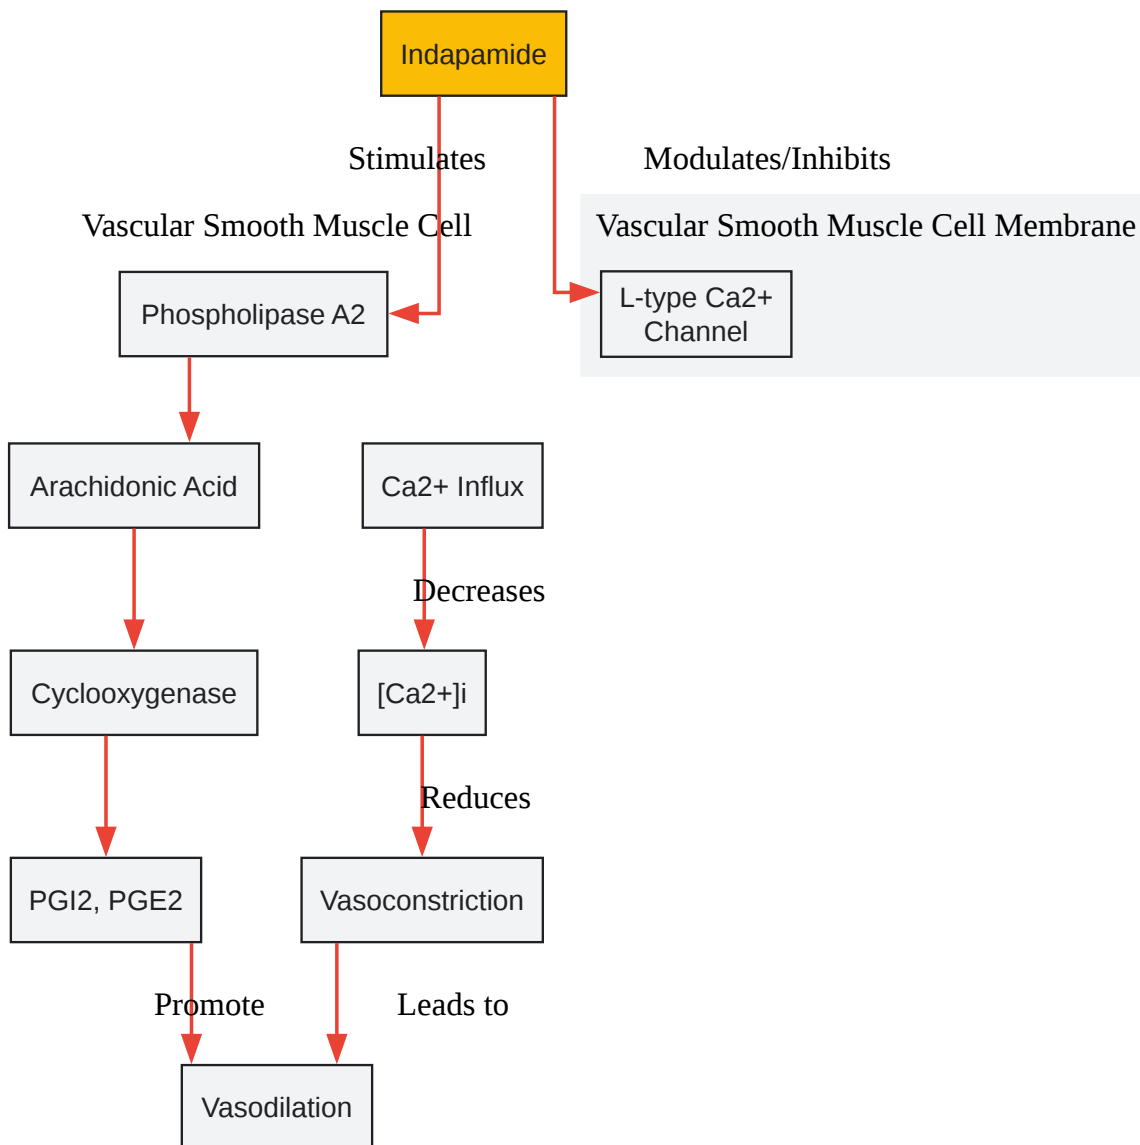 Indapamide
Stimulates
Modulates/Inhibits
Vascular Smooth Muscle Cell
Vascular Smooth Muscle Cell Membrane
Phospholipase A2
L-type Ca2+
Channel
Arachidonic Acid
Ca2+ Influx
Decreases
Cyclooxygenase
[Ca2+]i
Reduces
PGI2, PGE2
Vasoconstriction
Promote
Leads to
Vasodilation